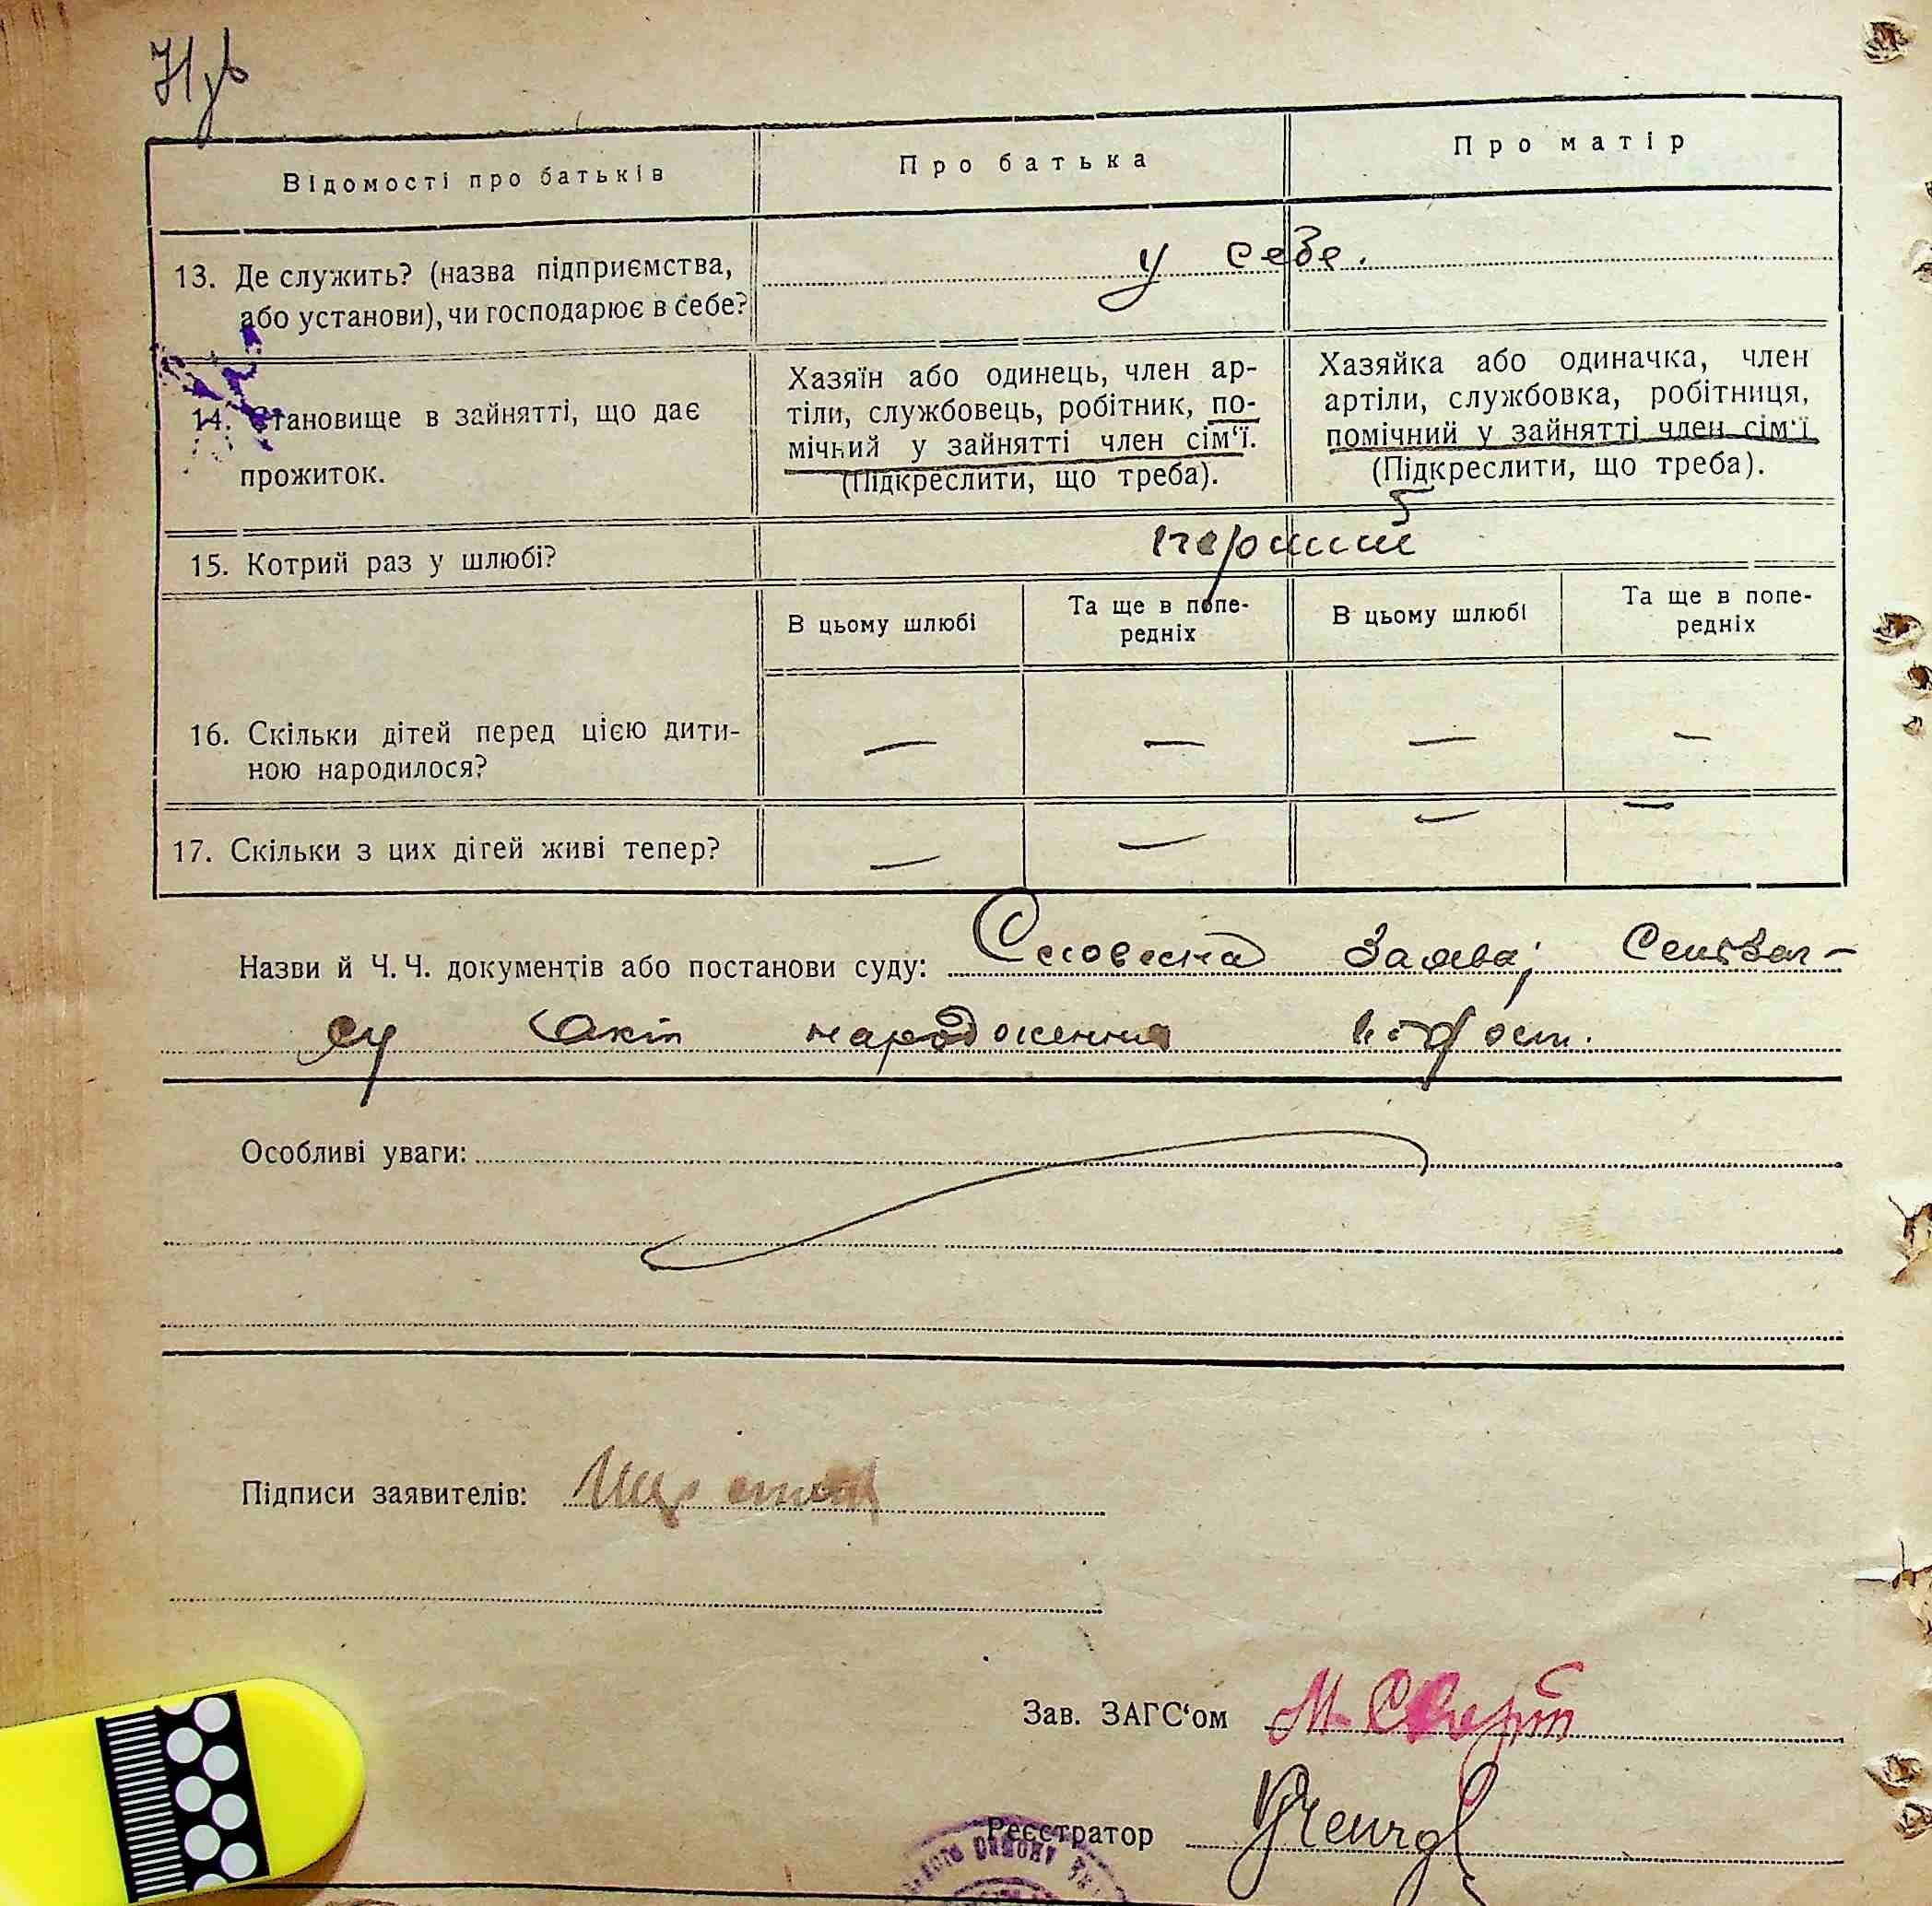 Відомості про батьків
Про батька
Про матір
13. Де служить? (назва підприємства,
або установи), чи господарює в себе?
у себе.
14. Становище в зайнятті, що дає
прожиток.
Хазяїн або одинець, член ар-
тіли, службовець, робітник, по-
мічний у зайнятті член сім‘ї.
(Підкреслити, що треба).
Хазяйка або одиначка, член
артіли, службовка, робітниця,
помічний у зайнятті член сім‘ї
(Підкреслити, що треба).
15. Котрий раз у шлюбі?
перший
В цьому шлюбі
Та ще в попе-
редніх
В цьому шлюбі
Та ще в попе-
редніх
16. Скільки дітей перед цією дити-
ною народилося?
— — — —
17. Скільки з цих дітей живі тепер?
— — — —
Назви й Ч. Ч. документів або постанови суду: Словесна Заява;
акт народження
Особливі уваги:
Підписи заявителів:
Зав. ЗАГС‘ом
Реєстратор